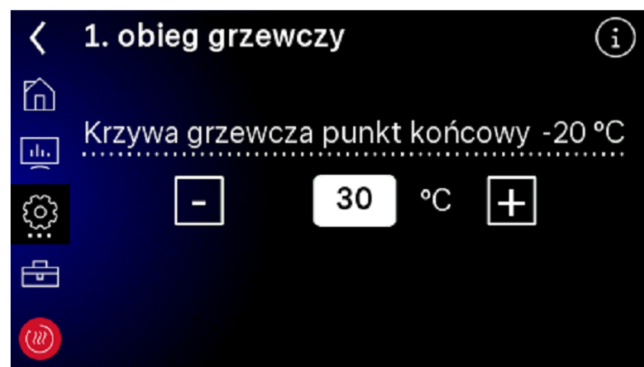 1. obieg grzewczy
i
Krzywa grzewcza punkt końcowy -20 °C
- 30 °C +